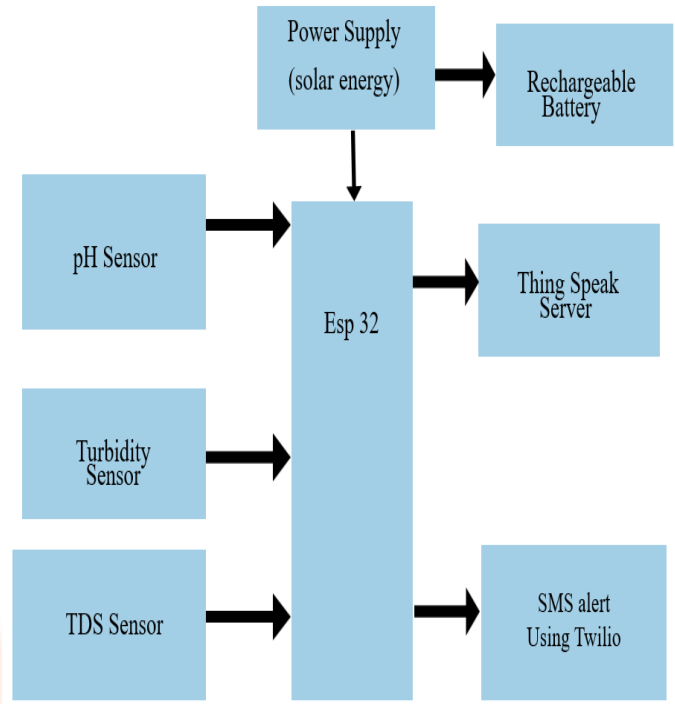 Power Supply
(solar energy)
Rechargeable
Battery
pH Sensor
Esp 32
Thing Speak
Server
Turbidity
Sensor
TDS Sensor
SMS alert
Using Twilio